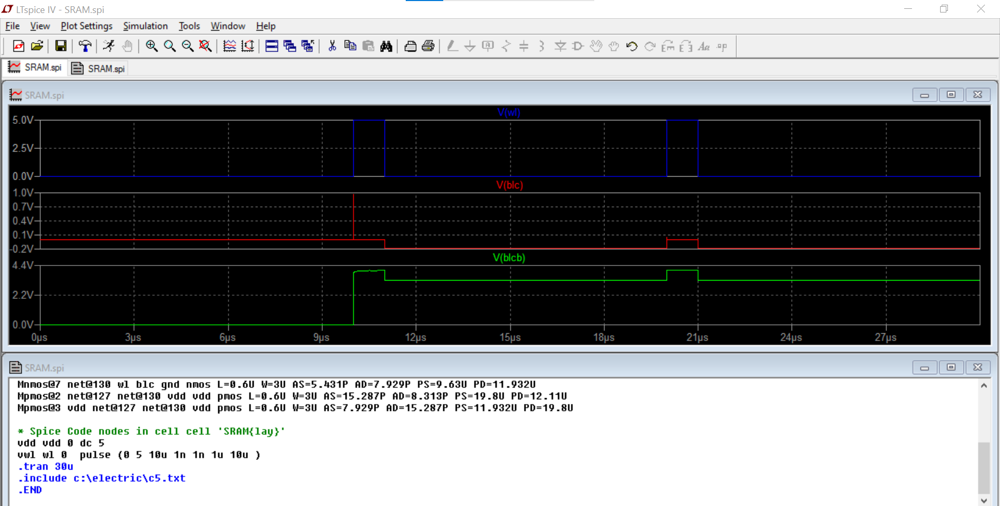 LTspice IV - SRAM.spi
File View Plot Settings Simulation Tools Window Help
SRAM.spi SRAM.spi
SRAM.spi
V(wl)
5.0V
2.5V
0.0V
V(blc)
1.0V
0.7V
0.4V
0.1V
-0.2V
V(blcb)
4.4V
2.2V
0.0V
0µs 3µs 6µs 9µs 12µs 15µs 18µs 21µs 24µs 27µs
SRAM.spi
Mnmos@7 net@130 wl blc gnd nmos L=0.6U W=3U AS=5.431P AD=7.929P PS=9.63U PD=11.932U
Mpmos@2 net@127 net@130 vdd vdd pmos L=0.6U W=3U AS=15.287P AD=8.313P PS=19.8U PD=12.11U
Mpmos@3 vdd net@127 net@130 vdd pmos L=0.6U W=3U AS=7.929P AD=15.287P PS=11.932U PD=19.8U
* Spice Code nodes in cell cell 'SRAM{lay}'
vdd vdd 0 dc 5
vwl wl 0 pulse (0 5 10u 1n 1n 1u 10u )
.tran 30u
.include c:\electric\c5.txt
.END